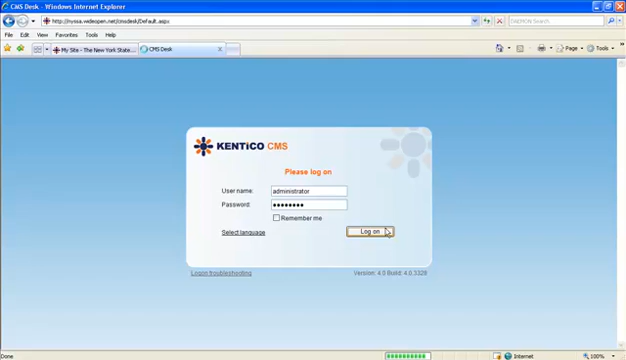 CMS Desk - Windows Internet Explorer
http://nyssa.wideopen.net/cmsdesk/Default.aspx
DAEMON Search
File Edit View Favorites Tools Help
My Site - The New York State... CMS Desk
Page Tools
KENTICO CMS
Please log on
User name: administrator
Password: ••••••••
Remember me
Select language Log on
Logon troubleshooting Version: 4.0 Build: 4.0.3328
Done Internet 100%